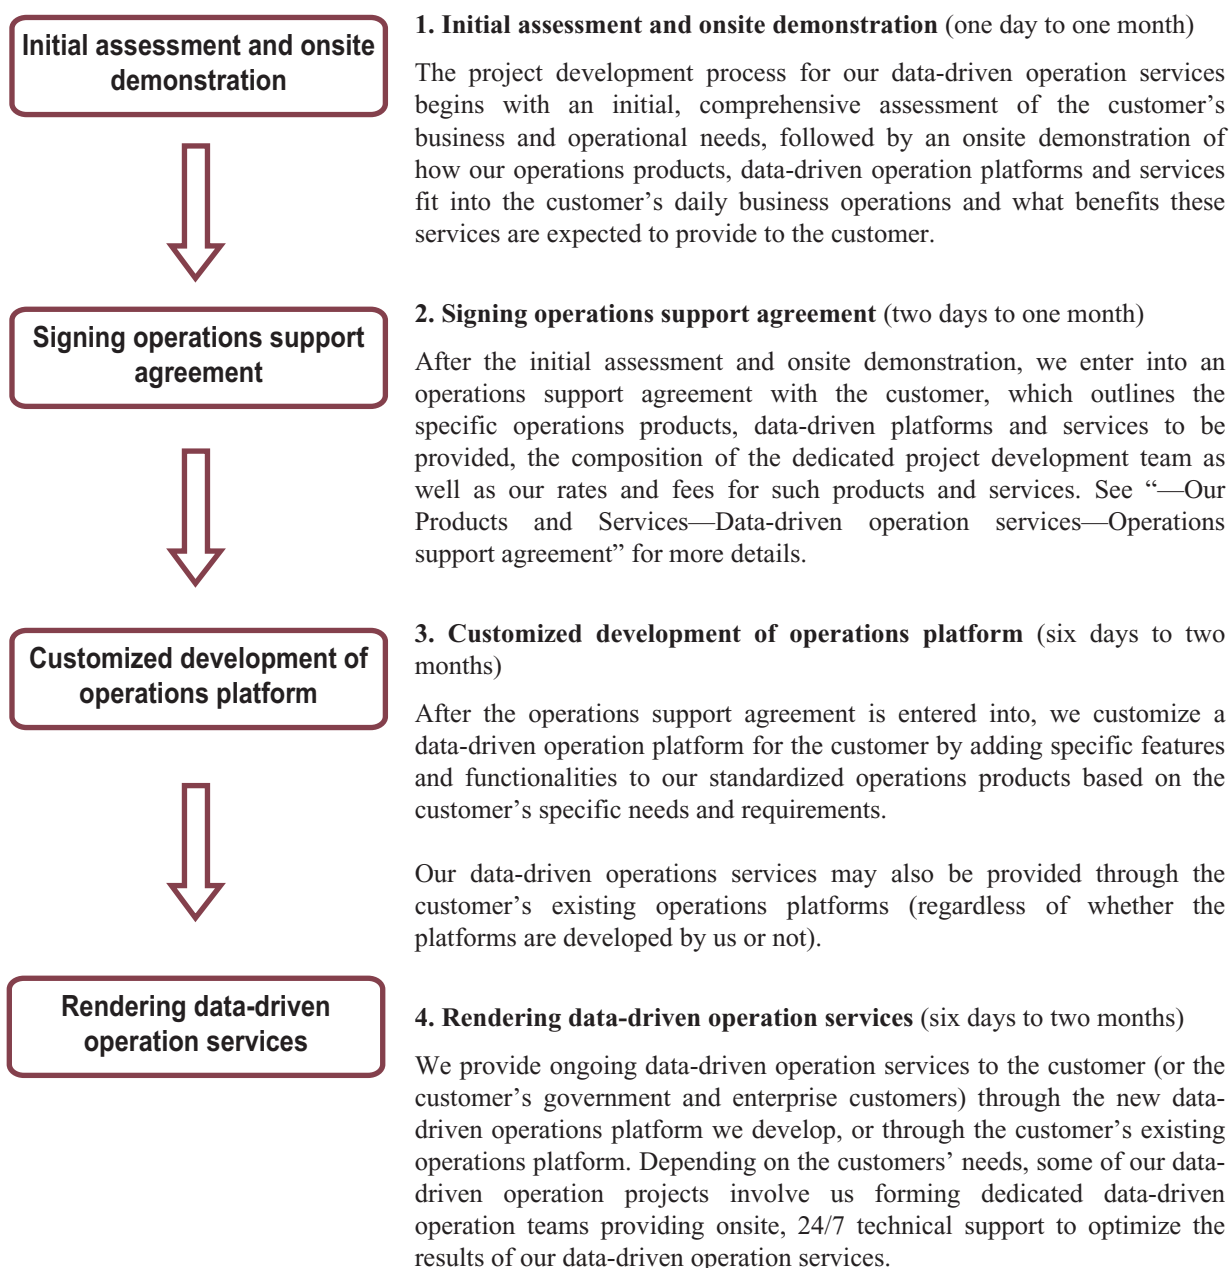 Initial assessment and onsite
demonstration
1. Initial assessment and onsite demonstration (one day to one month)
The project development process for our data-driven operation services
begins with an initial, comprehensive assessment of the customer’s
business and operational needs, followed by an onsite demonstration of
how our operations products, data-driven operation platforms and services
fit into the customer’s daily business operations and what benefits these
services are expected to provide to the customer.
Signing operations support
agreement
2. Signing operations support agreement (two days to one month)
After the initial assessment and onsite demonstration, we enter into an
operations support agreement with the customer, which outlines the
specific operations products, data-driven platforms and services to be
provided, the composition of the dedicated project development team as
well as our rates and fees for such products and services. See “—Our
Products and Services—Data-driven operation services—Operations
support agreement” for more details.
Customized development of
operations platform
3. Customized development of operations platform (six days to two
months)
After the operations support agreement is entered into, we customize a
data-driven operation platform for the customer by adding specific features
and functionalities to our standardized operations products based on the
customer’s specific needs and requirements.
Our data-driven operations services may also be provided through the
customer’s existing operations platforms (regardless of whether the
platforms are developed by us or not).
Rendering data-driven
operation services
4. Rendering data-driven operation services (six days to two months)
We provide ongoing data-driven operation services to the customer (or the
customer’s government and enterprise customers) through the new data-
driven operations platform we develop, or through the customer’s existing
operations platform. Depending on the customers’ needs, some of our data-
driven operation projects involve us forming dedicated data-driven
operation teams providing onsite, 24/7 technical support to optimize the
results of our data-driven operation services.